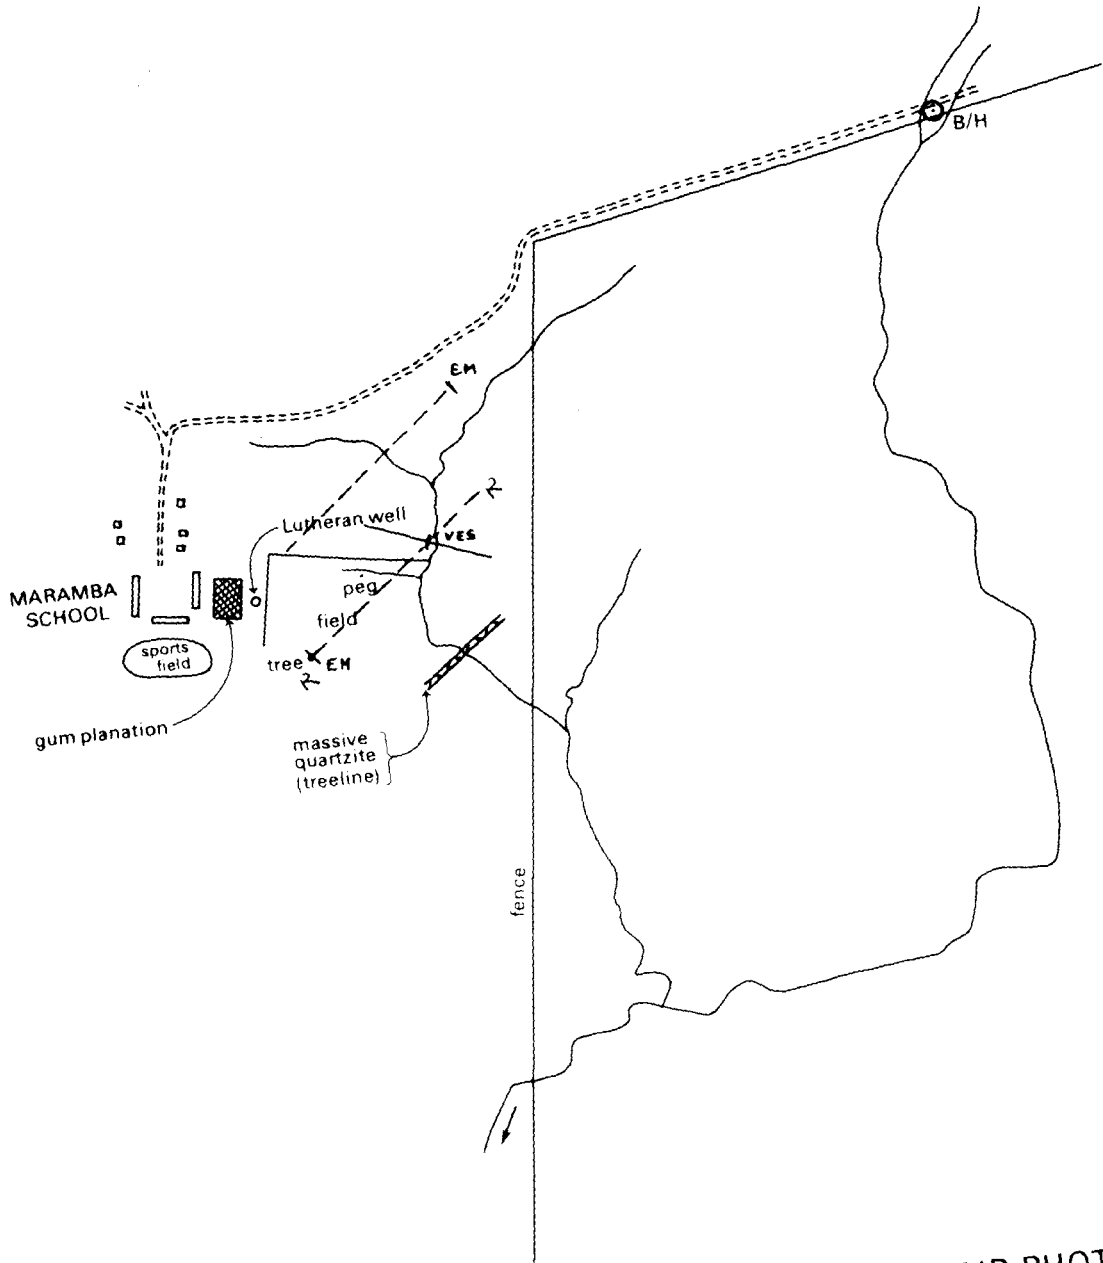 B/H
EM
Lutheran well
VES
R
MARAMBA
SCHOOL
peg
field
sports
field
tree
EM
R
gum planation
massive
quartzite
(treeline)
fence